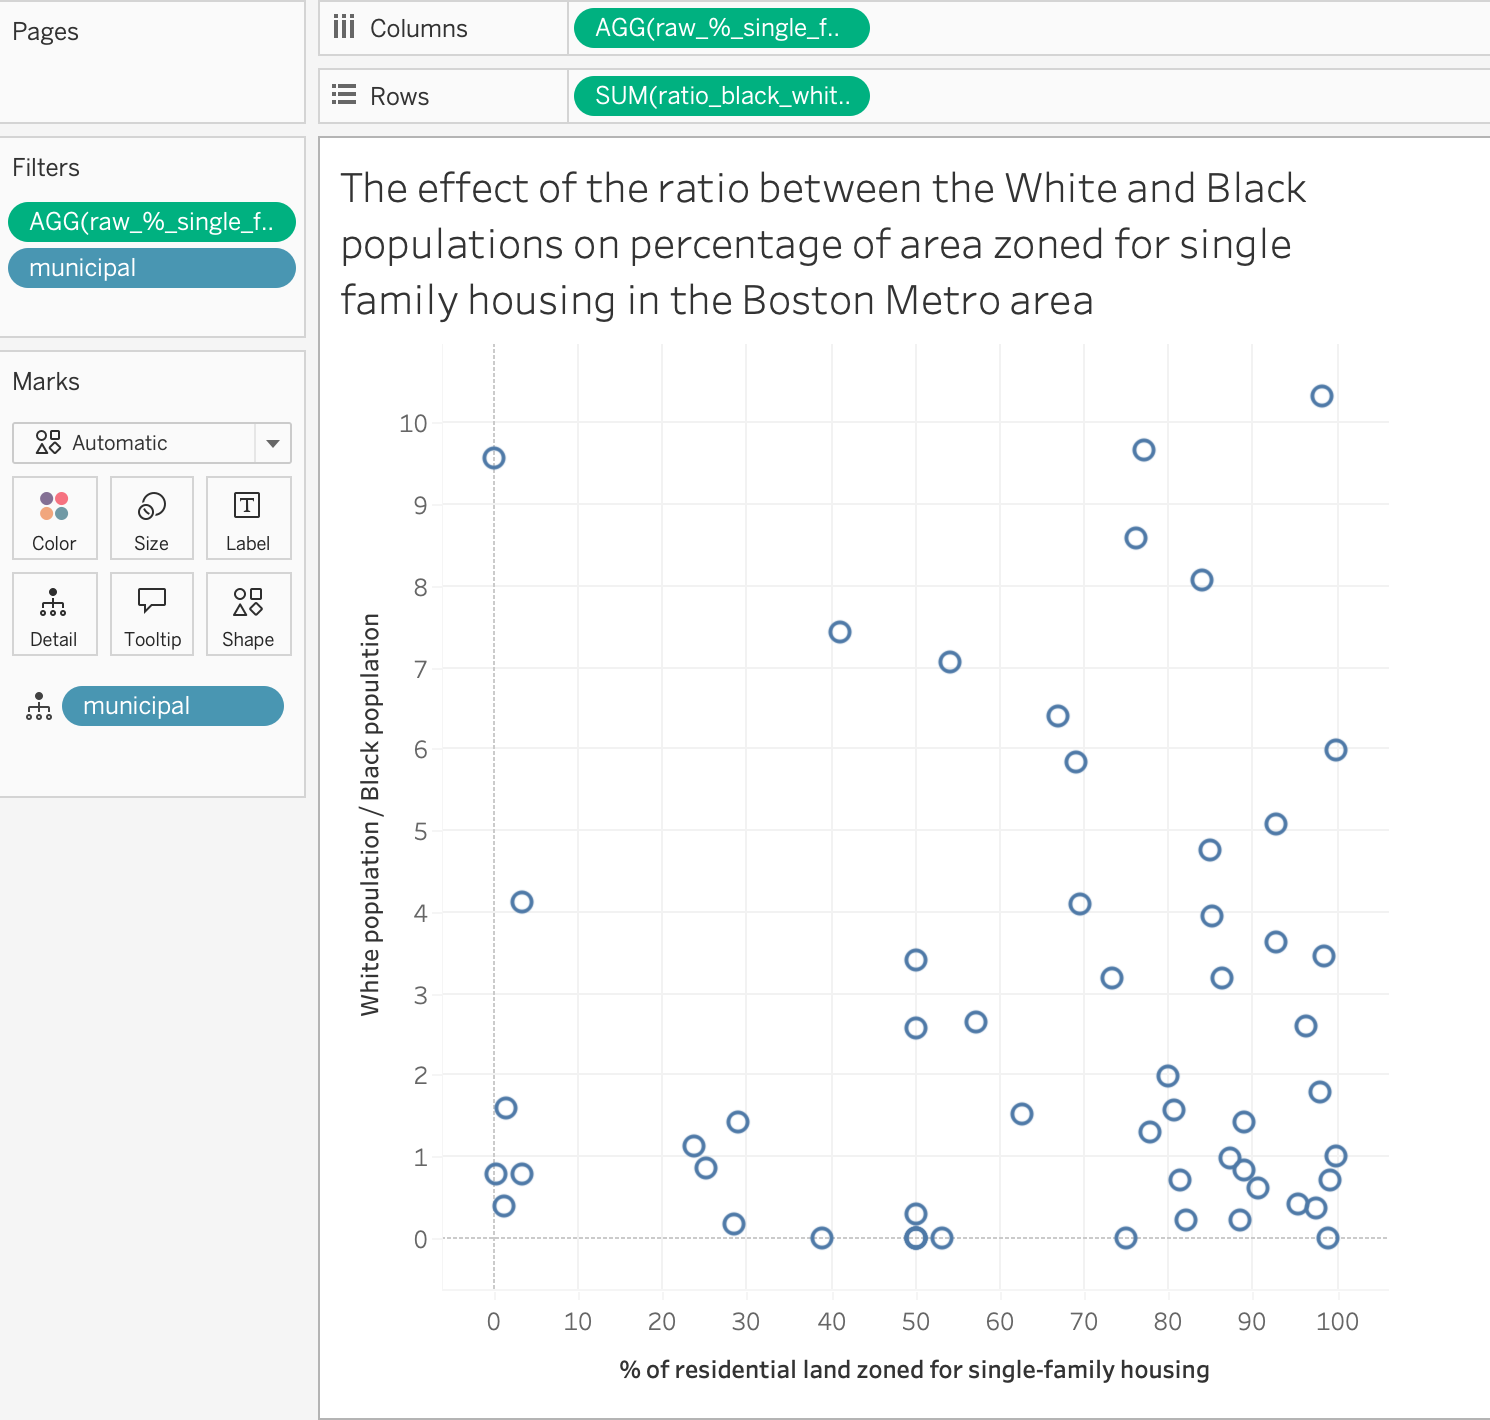 Pages
Columns
AGG(raw_%_single_f..
Rows
SUM(ratio_black_whit..
Filters
AGG(raw_%_single_f..
municipal
Marks
Automatic
Color
Size
T
Label
Detail
Tooltip
Shape
municipal
The effect of the ratio between the White and Black
populations on percentage of area zoned for single
family housing in the Boston Metro area
White population / Black population
10
9
8
7
6
5
4
3
2
1
0
0 10 20 30 40 50 60 70 80 90 100
% of residential land zoned for single-family housing